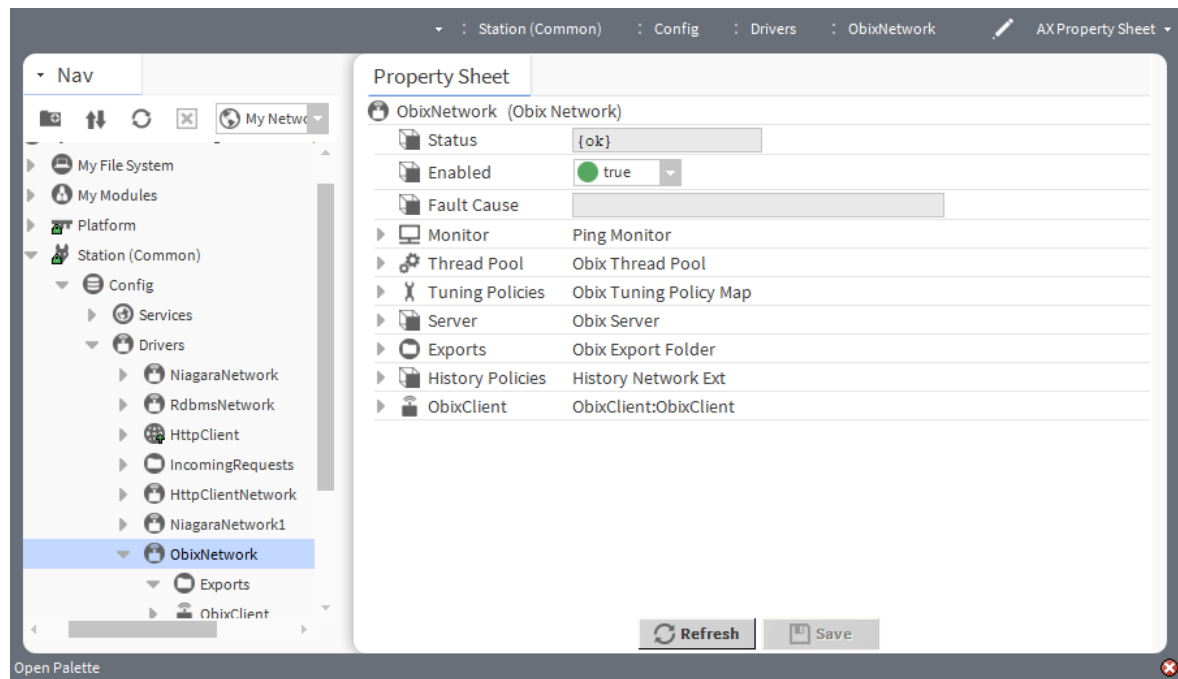 : Station (Common) : Config : Drivers : ObixNetwork AX Property Sheet
Nav
My Netwo
My File System
My Modules
Platform
Station (Common)
Config
Services
Drivers
NiagaraNetwork
RdbmsNetwork
HttpClient
IncomingRequests
HttpClientNetwork
NiagaraNetwork1
ObixNetwork
Exports
ObixClient
Property Sheet
ObixNetwork (Obix Network)
Status {ok}
Enabled true
Fault Cause
Monitor Ping Monitor
Thread Pool Obix Thread Pool
Tuning Policies Obix Tuning Policy Map
Server Obix Server
Exports Obix Export Folder
History Policies History Network Ext
ObixClient ObixClient:ObixClient
Refresh Save
Open Palette